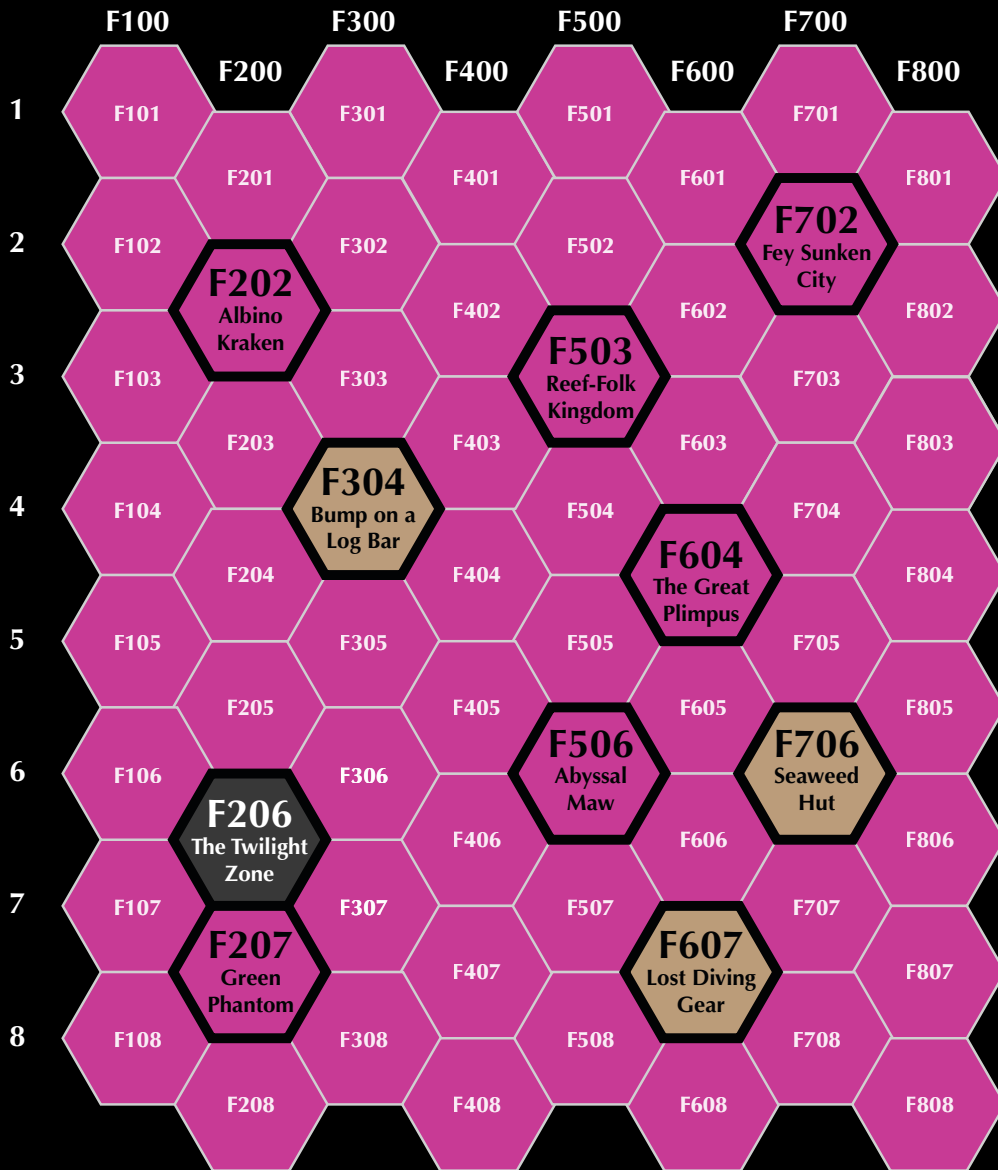 F100
F300
F500
F700
F200
F400
F600
F800
1
F101
F301
F501
F701
F201
F401
F601
F801
2
F102
F302
F502
F702
Fey Sunken
City
F202
Albino
Kraken
F402
F602
F802
3
F103
F303
F503
Reef-Folk
Kingdom
F703
F203
F403
F603
F803
4
F104
F304
Bump on a
Log Bar
F504
F704
F204
F404
F604
The Great
Plimpus
F804
5
F105
F305
F505
F705
F205
F405
F605
F805
6
F106
F306
F506
Abyssal
Maw
F706
Seaweed
Hut
F206
The Twilight
Zone
F406
F606
F806
7
F107
F307
F507
F707
F207
Green
Phantom
F407
F607
Lost Diving
Gear
F807
8
F108
F308
F508
F708
F208
F408
F608
F808